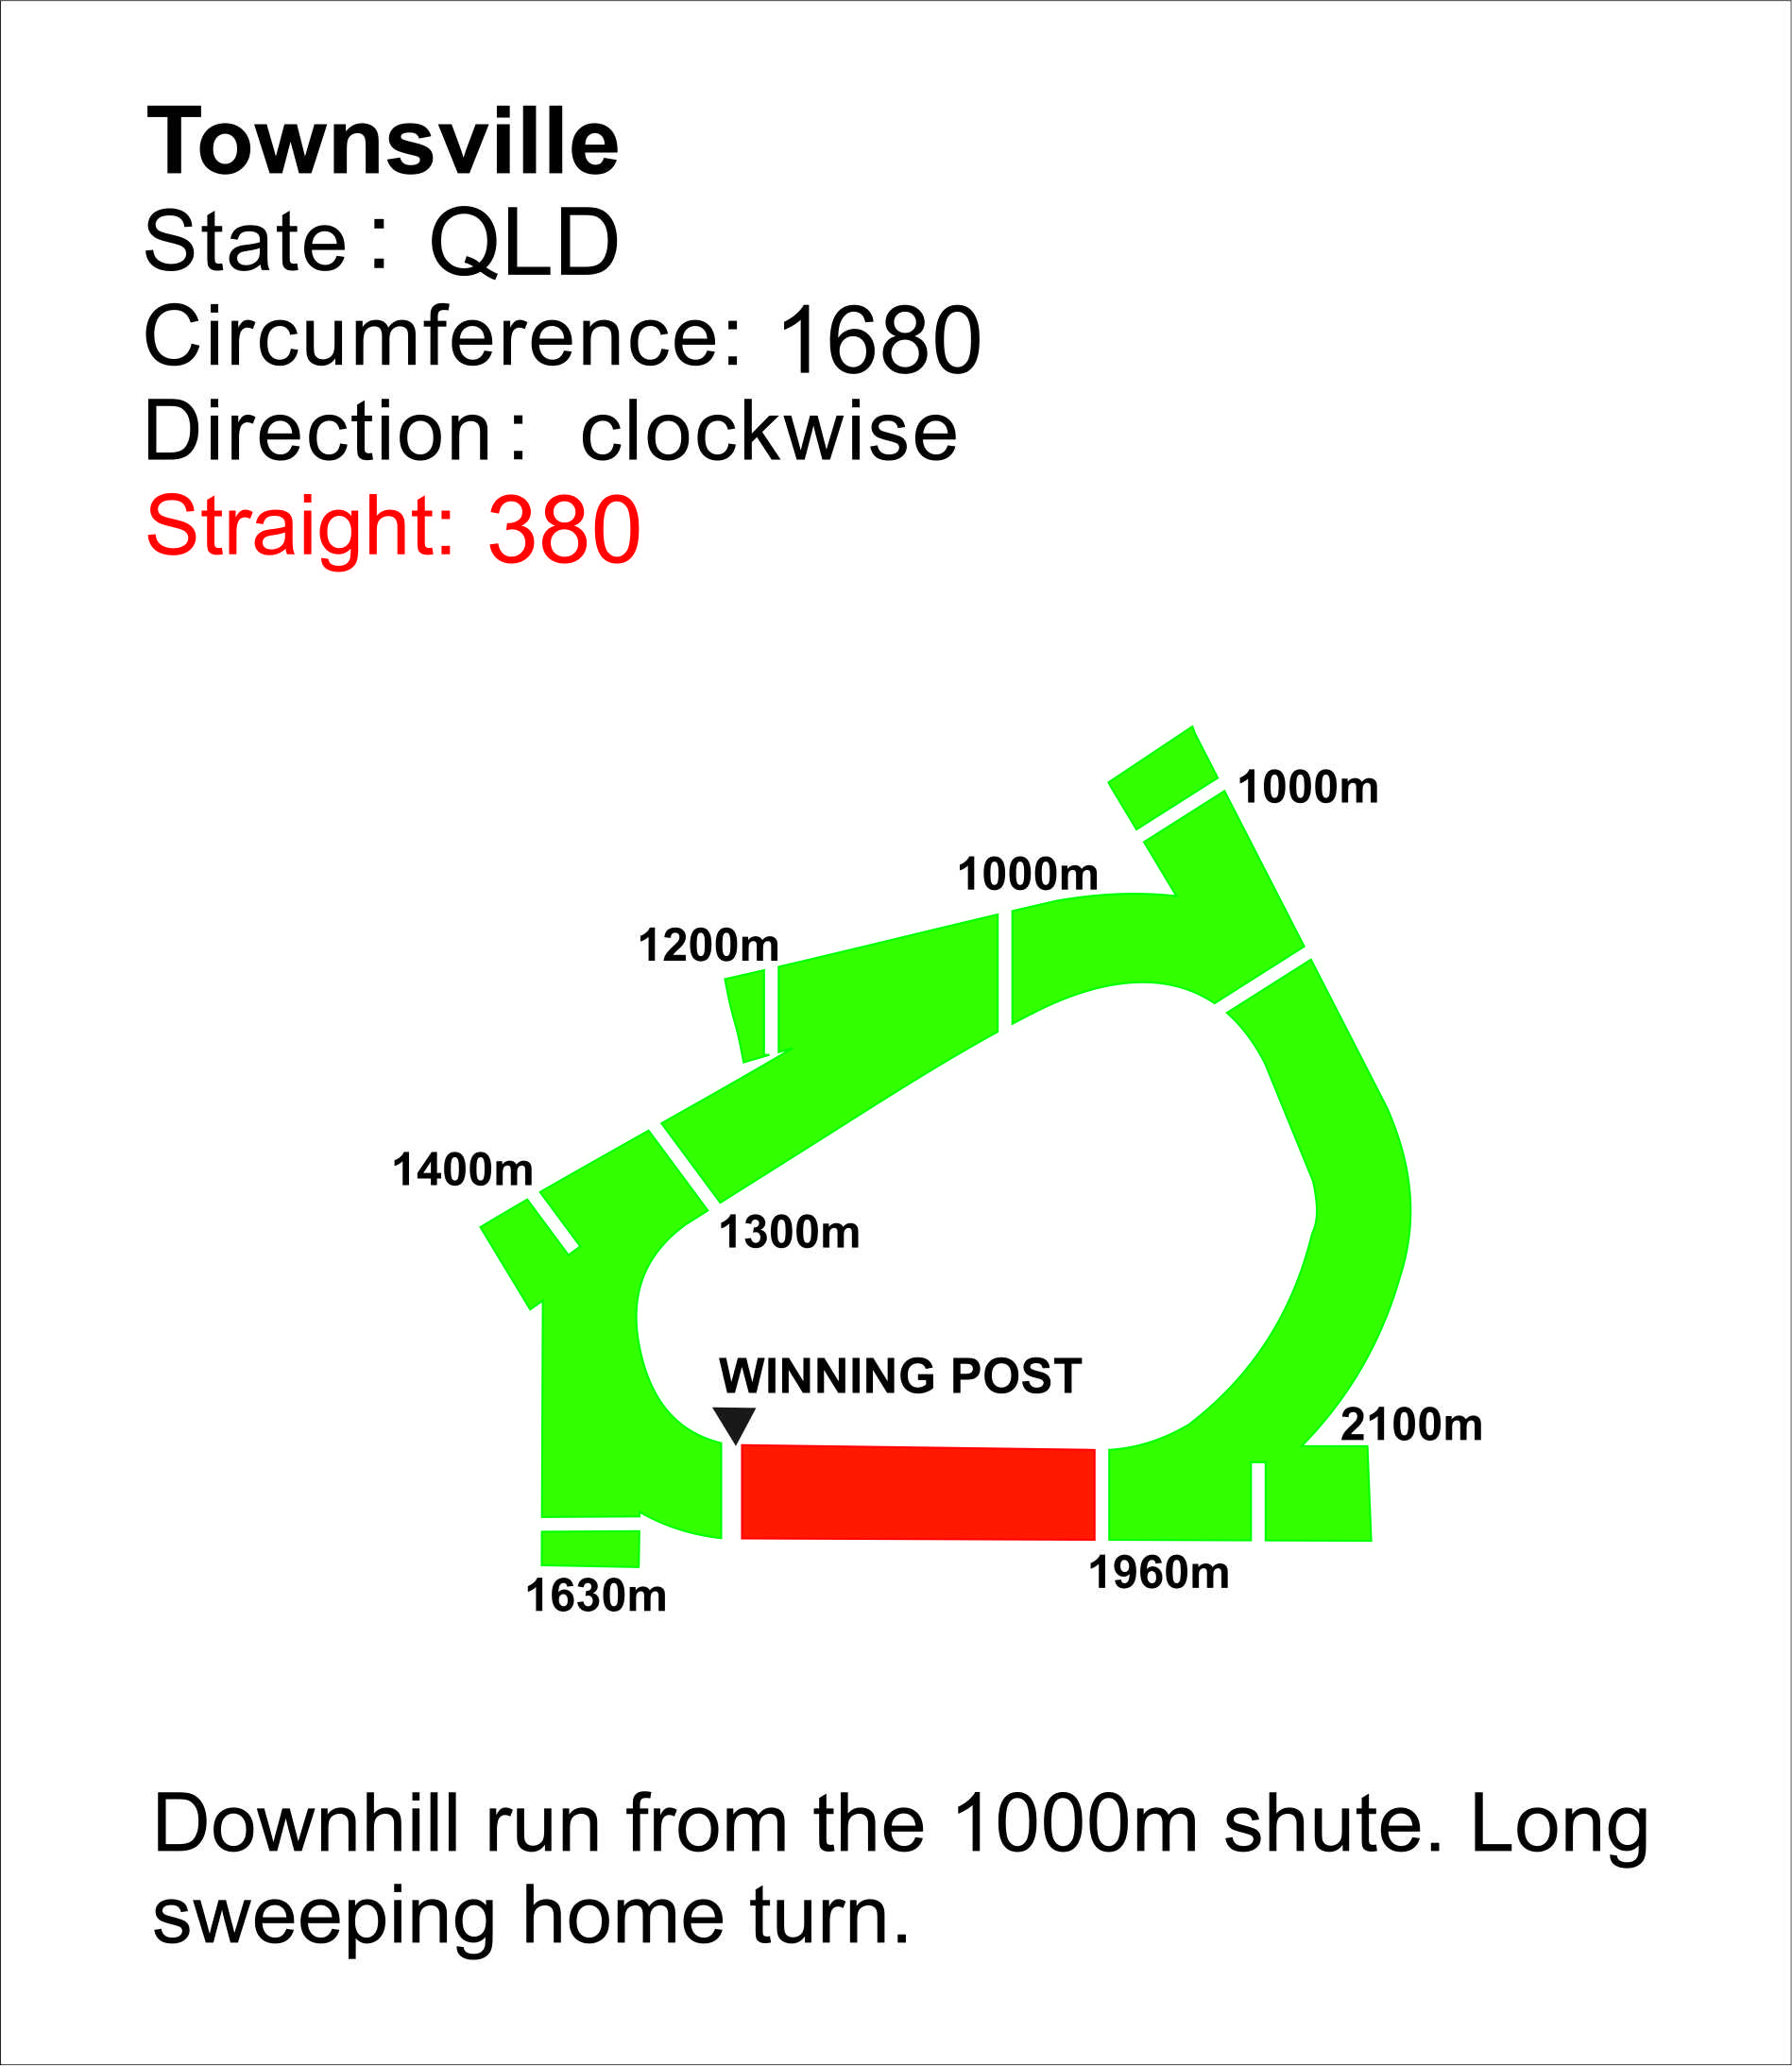 Townsville
State : QLD
Circumference: 1680
Direction : clockwise
Straight: 380
1000m
1000m
1200m
1400m
1300m
WINNING POST
2100m
1960m
1630m
Downhill run from the 1000m shute. Long
sweeping home turn.